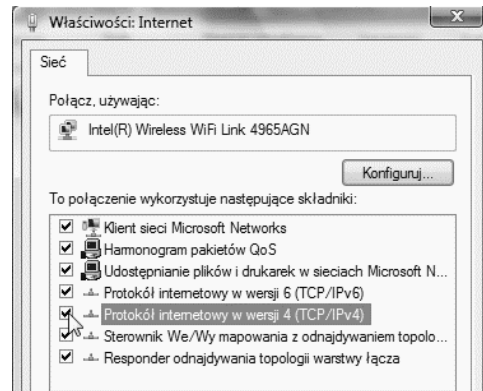 Właściwości: Internet
Sieć
Połącz, używając:
Intel(R) Wireless WiFi Link 4965AGN
Konfiguruj...
To połączenie wykorzystuje następujące składniki:
Klient sieci Microsoft Networks
Harmonogram pakietów QoS
Udostępnianie plików i drukarek w sieciach Microsoft N...
Protokół internetowy w wersji 6 (TCP/IPv6)
Protokół internetowy w wersji 4 (TCP/IPv4)
Sterownik We/Wy mapowania z odnajdywaniem topolo...
Responder odnajdywania topologii warstwy łącza